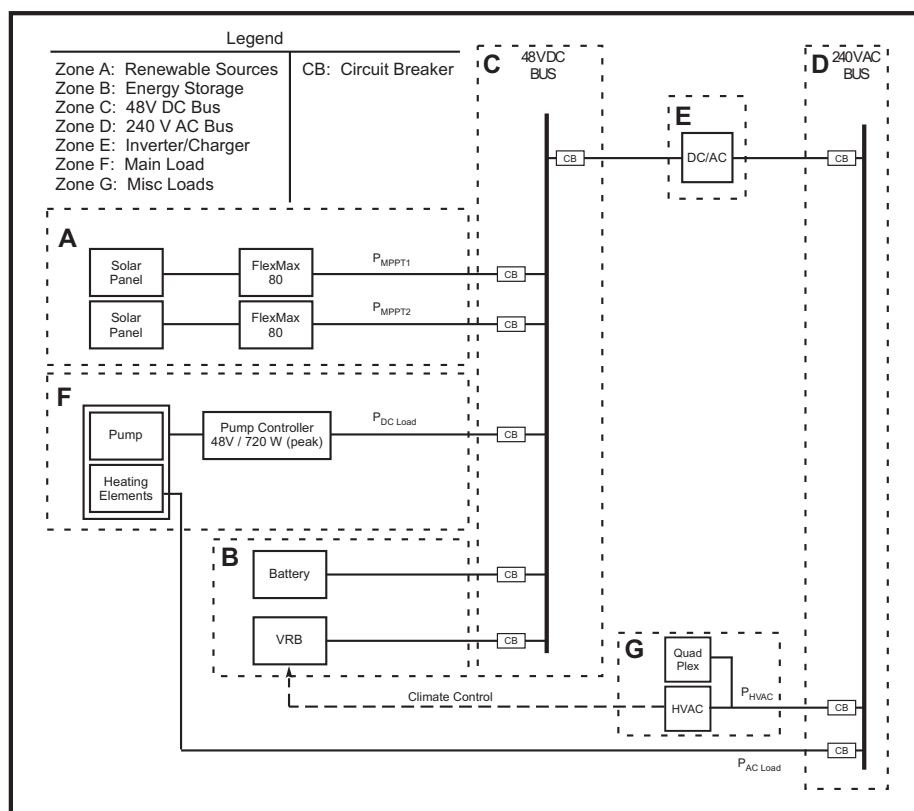 Legend
Zone A: Renewable Sources
Zone B: Energy Storage
Zone C: 48V DC Bus
Zone D: 240 V AC Bus
Zone E: Inverter/Charger
Zone F: Main Load
Zone G: Misc Loads
CB: Circuit Breaker
C
48VDC
BUS
D
240VAC
BUS
E
CB
DC/AC
CB
A
Solar
Panel
FlexMax
80
PMPPT1
CB
Solar
Panel
FlexMax
80
PMPPT2
CB
F
Pump
Pump Controller
48V / 720 W (peak)
PDC Load
CB
Heating
Elements
B
Battery
CB
VRB
CB
G
Quad
Plex
Climate Control
HVAC
PHVAC
CB
PAC Load
CB